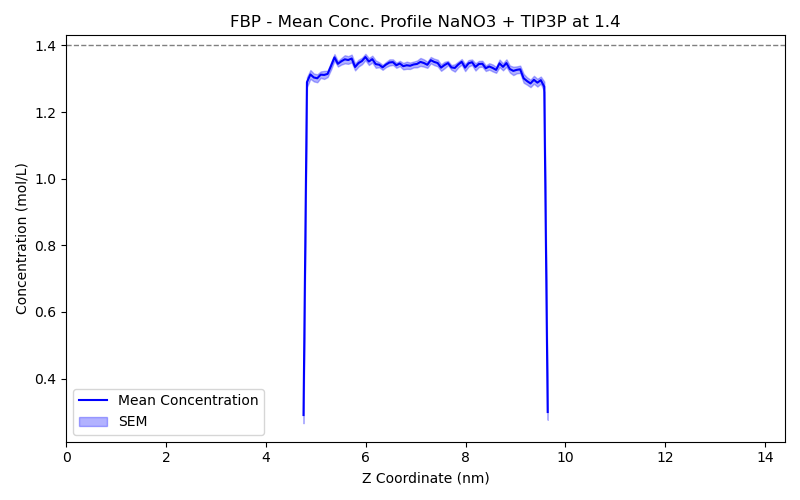 FBP - Mean Conc. Profile NaNO3 + TIP3P at 1.4
1.4
1.2
1.0
0.8
0.6
0.4
Concentration (mol/L)
Mean Concentration
SEM
0 2 4 6 8 10 12 14
Z Coordinate (nm)